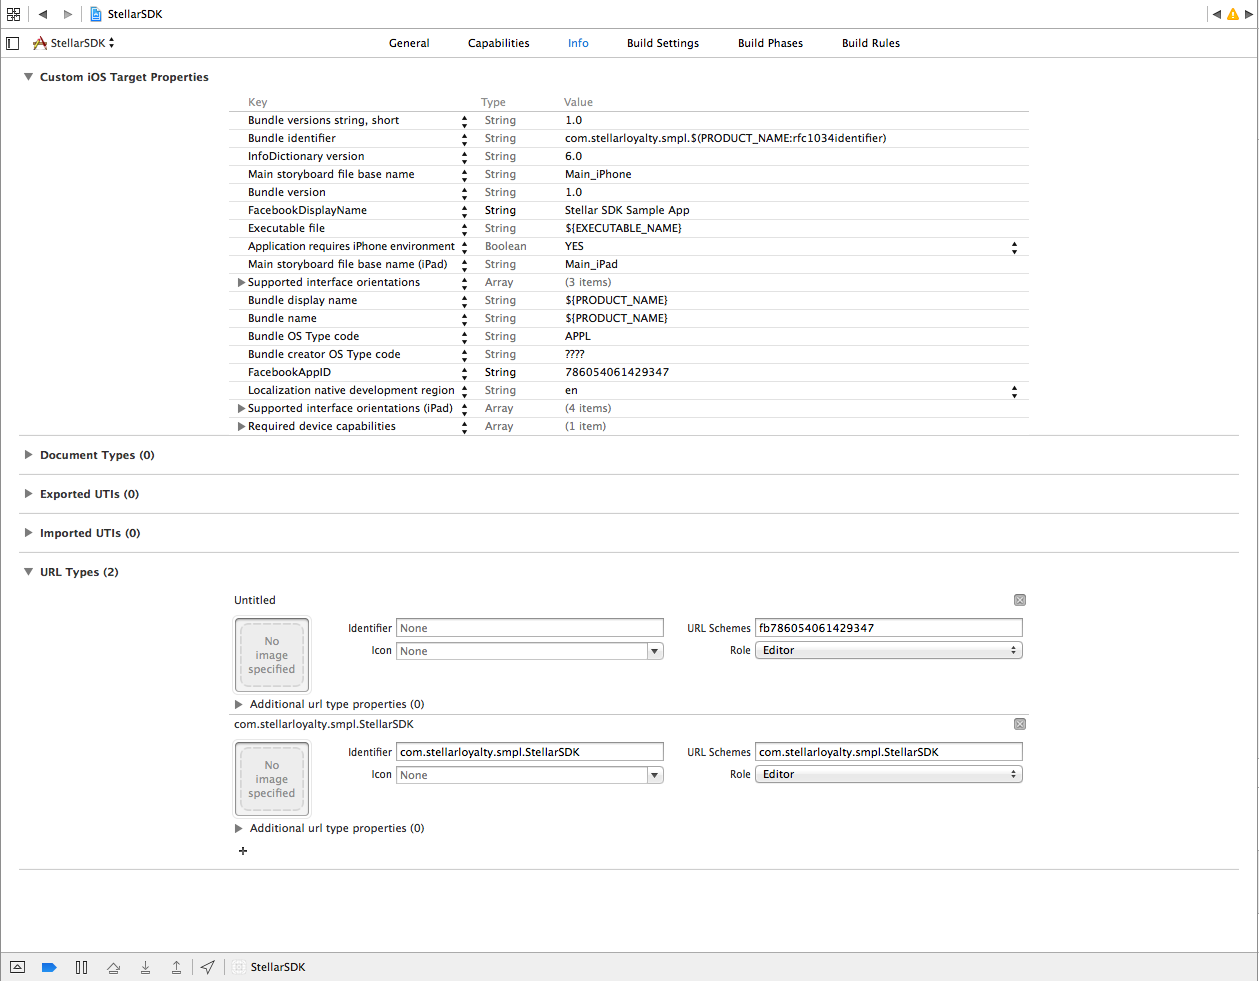 StellarSDK
StellarSDK
General Capabilities Info Build Settings Build Phases Build Rules
Custom iOS Target Properties
Key Type Value
Bundle versions string, short String 1.0
Bundle identifier String com.stellarloyalty.smpl.$(PRODUCT_NAME:rfc1034identifier)
InfoDictionary version String 6.0
Main storyboard file base name String Main_iPhone
Bundle version String 1.0
FacebookDisplayName String Stellar SDK Sample App
Executable file String ${EXECUTABLE_NAME}
Application requires iPhone environment Boolean YES
Main storyboard file base name (iPad) String Main_iPad
Supported interface orientations Array (3 items)
Bundle display name String ${PRODUCT_NAME}
Bundle name String ${PRODUCT_NAME}
Bundle OS Type code String APPL
Bundle creator OS Type code String ????
FacebookAppID String 786054061429347
Localization native development region String en
Supported interface orientations (iPad) Array (4 items)
Required device capabilities Array (1 item)
Document Types (0)
Exported UTIs (0)
Imported UTIs (0)
URL Types (2)
Untitled
No image specified
Identifier None URL Schemes fb786054061429347
Icon None Role Editor
Additional url type properties (0)
com.stellarloyalty.smpl.StellarSDK
No image specified
Identifier com.stellarloyalty.smpl.StellarSDK URL Schemes com.stellarloyalty.smpl.StellarSDK
Icon None Role Editor
Additional url type properties (0)
StellarSDK